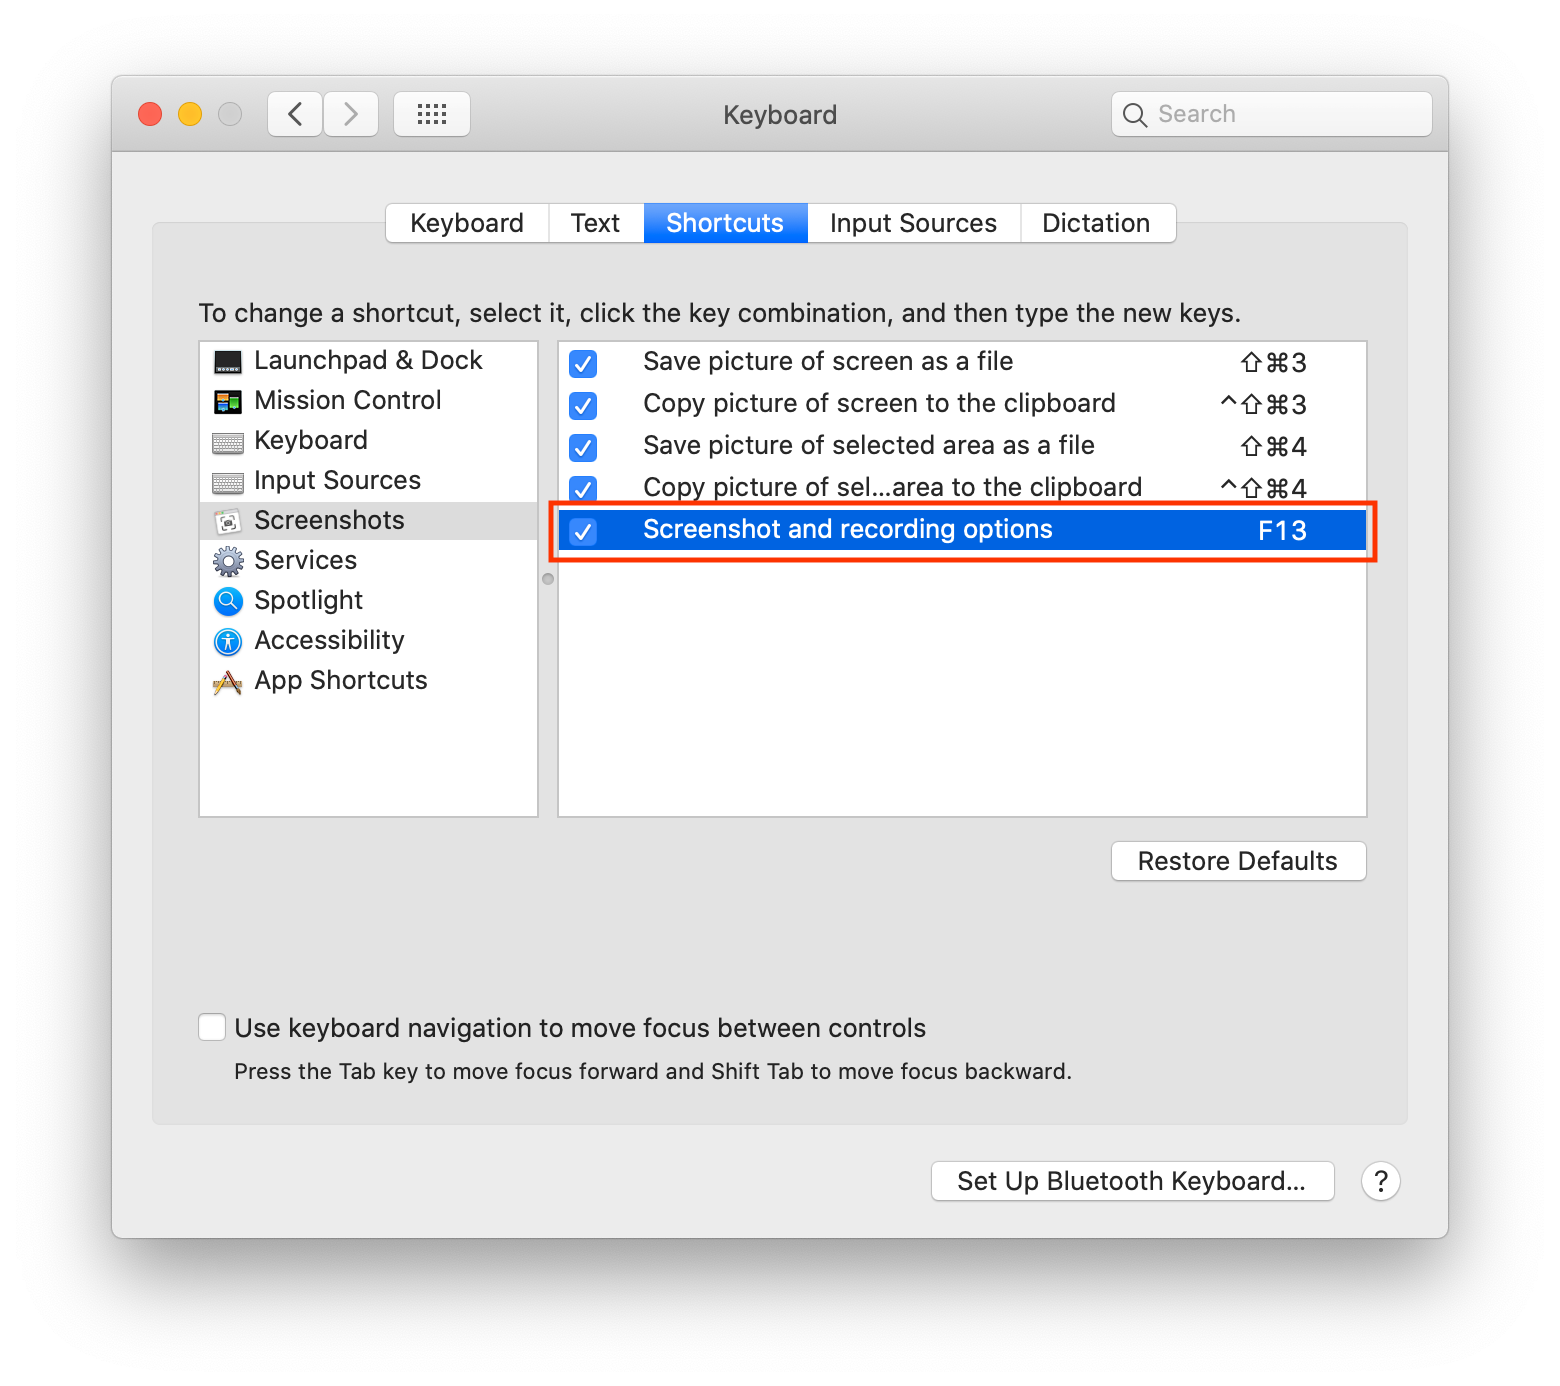 Keyboard
Search
Keyboard Text Shortcuts Input Sources Dictation
To change a shortcut, select it, click the key combination, and then type the new keys.
Launchpad & Dock
Mission Control
Keyboard
Input Sources
Screenshots
Services
Spotlight
Accessibility
App Shortcuts
Save picture of screen as a file ⇧⌘3
Copy picture of screen to the clipboard ^⇧⌘3
Save picture of selected area as a file ⇧⌘4
Copy picture of sel...area to the clipboard ^⇧⌘4
Screenshot and recording options F13
Restore Defaults
Use keyboard navigation to move focus between controls
Press the Tab key to move focus forward and Shift Tab to move focus backward.
Set Up Bluetooth Keyboard... ?